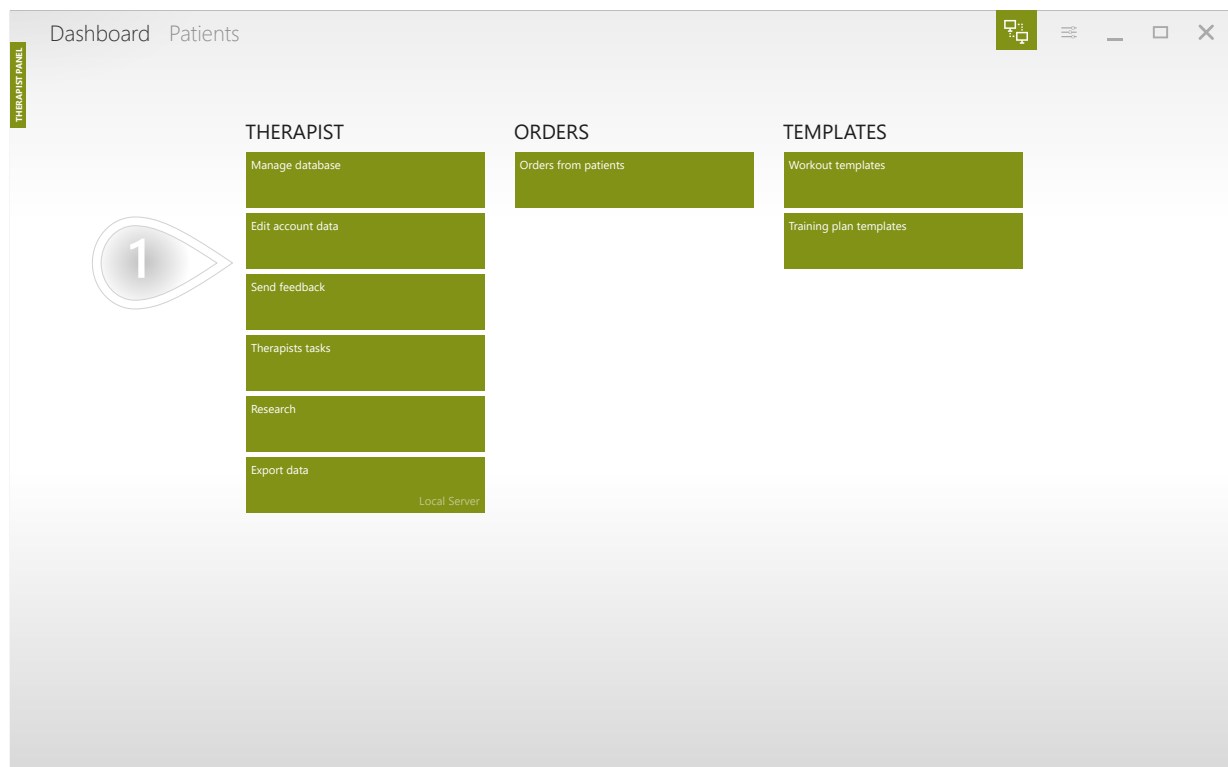 Dashboard Patients
THERAPIST PANEL
THERAPIST
Manage database
Edit account data
Send feedback
Therapists tasks
Research
Export data
Local Server
ORDERS
Orders from patients
TEMPLATES
Workout templates
Training plan templates
1